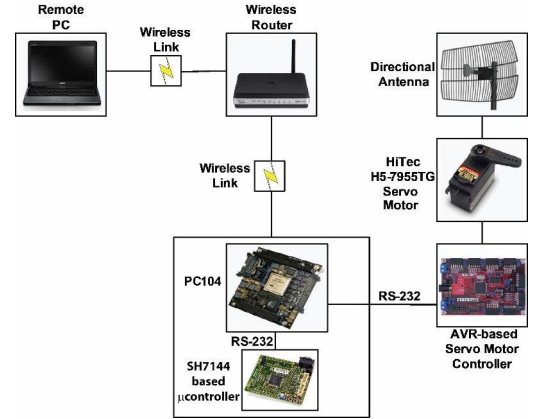 Remote
PC
Wireless
Link
Wireless
Router
Directional
Antenna
Wireless
Link
HiTec
H5-7955TG
Servo
Motor
PC104
RS-232
RS-232
SH7144
based
μcontroller
AVR-based
Servo Motor
Controller